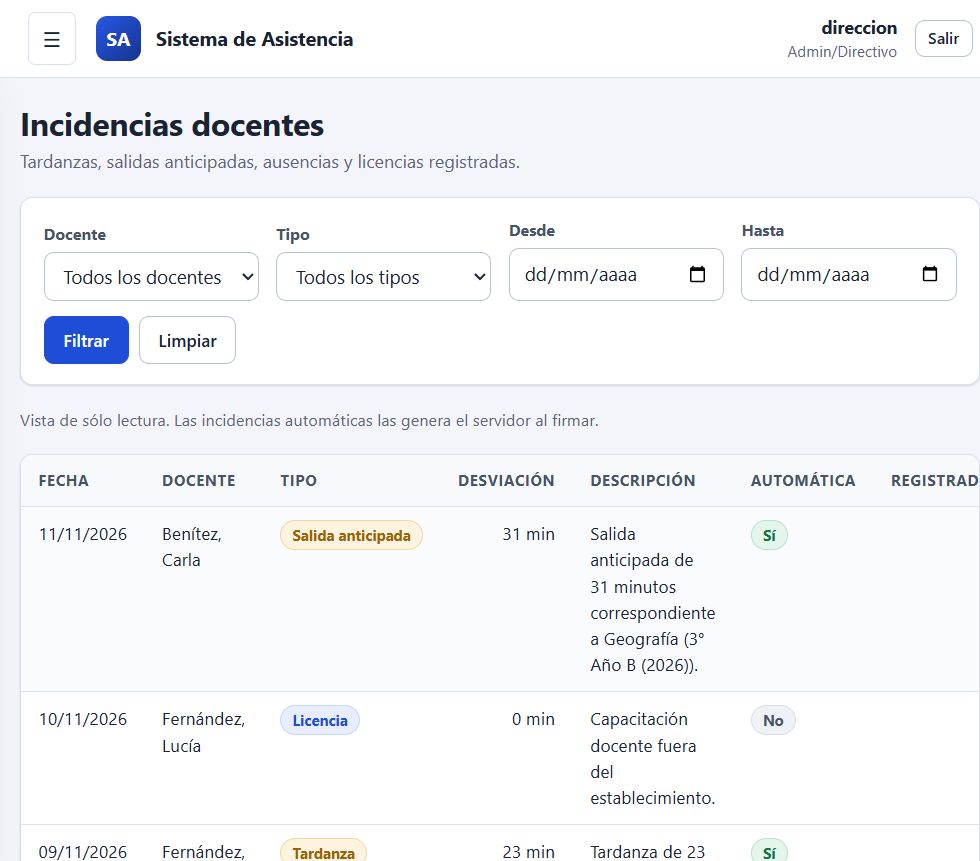 ☰ SA Sistema de Asistencia direccion
Admin/Directivo
Salir
Incidencias docentes
Tardanzas, salidas anticipadas, ausencias y licencias registradas.
Docente Tipo Desde Hasta
Todos los docentes Todos los tipos dd/mm/aaaa dd/mm/aaaa
Filtrar Limpiar
Vista de sólo lectura. Las incidencias automáticas las genera el servidor al firmar.
FECHA DOCENTE TIPO DESVIACIÓN DESCRIPCIÓN AUTOMÁTICA REGISTRAD
11/11/2026 Benítez, Salida anticipada 31 min Salida Sí
Carla anticipada de
31 minutos
correspondiente
a Geografía (3°
Año B (2026)).
10/11/2026 Fernández, Licencia 0 min Capacitación No
Lucía docente fuera
del
establecimiento.
09/11/2026 Fernández, Tardanza 23 min Tardanza de 23 Sí